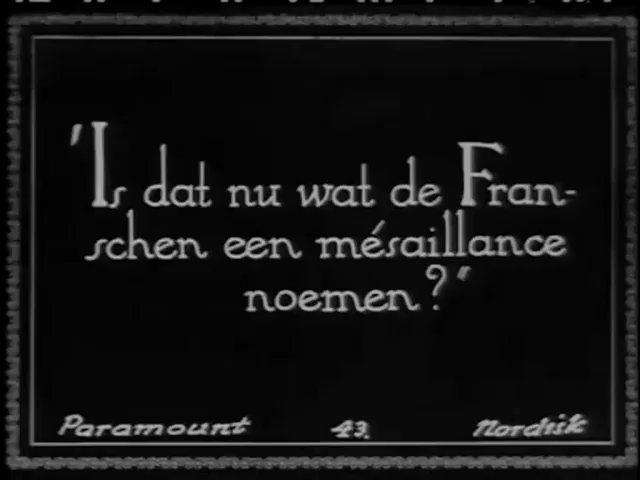 "Is dat nu wat de Fran-
schen een mésaillance
noemen?"
Paramount 43. Nordisk